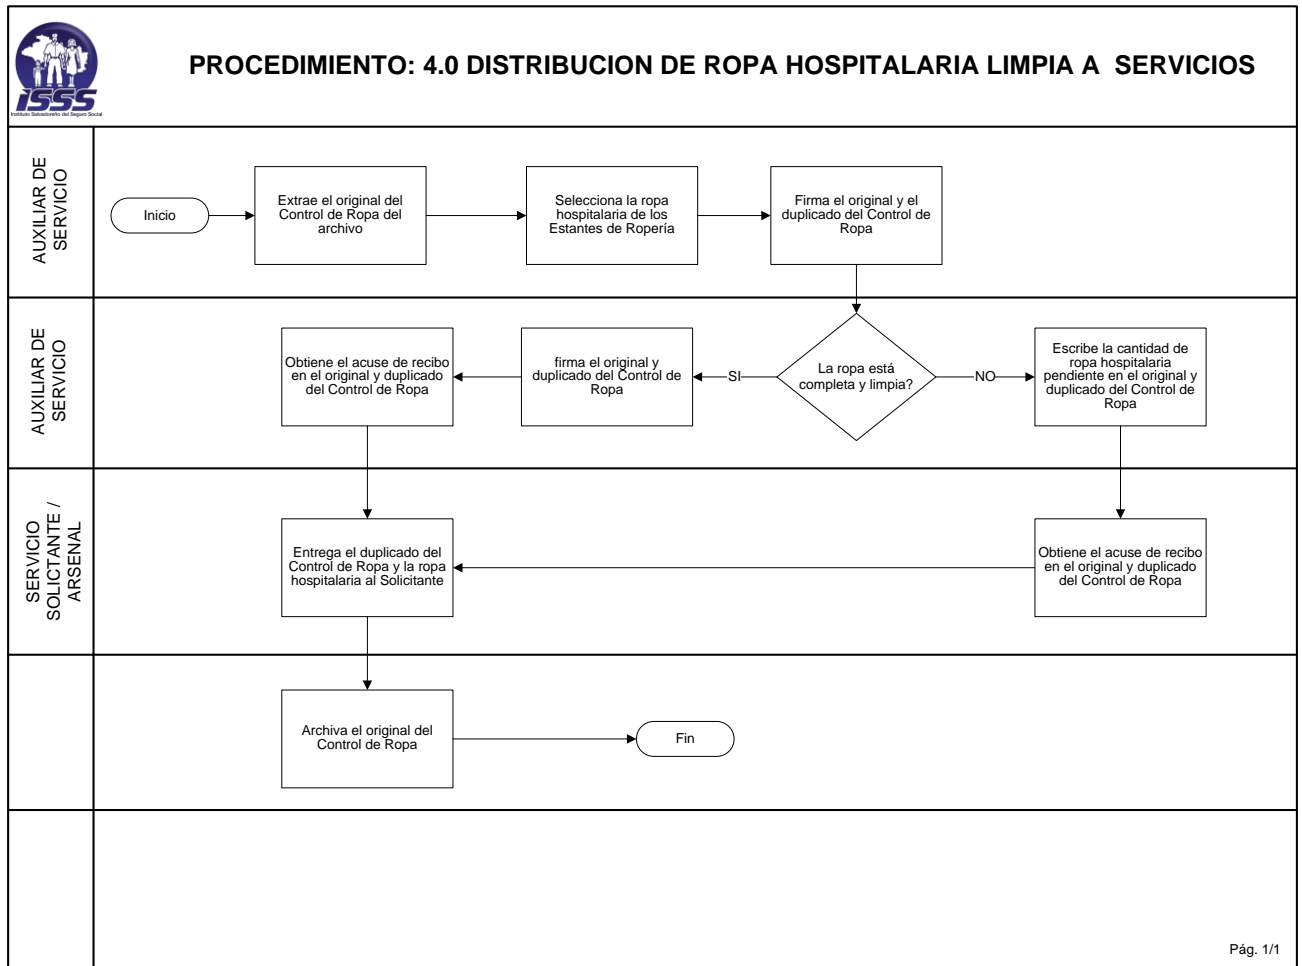 ISSS
Instituto Salvadoreño del Seguro Social
PROCEDIMIENTO: 4.0 DISTRIBUCION DE ROPA HOSPITALARIA LIMPIA A SERVICIOS
AUXILIAR DE
SERVICIO
Inicio
Extrae el original del
Control de Ropa del
archivo
Selecciona la ropa
hospitalaria de los
Estantes de Ropería
Firma el original y el
duplicado del Control de
Ropa
AUXILIAR DE
SERVICIO
Obtiene el acuse de recibo
en el original y duplicado
del Control de Ropa
firma el original y
duplicado del Control de
Ropa
SI
La ropa está
completa y limpia?
NO
Escribe la cantidad de
ropa hospitalaria
pendiente en el original y
duplicado del Control de
Ropa
SERVICIO
SOLICTANTE /
ARSENAL
Entrega el duplicado del
Control de Ropa y la ropa
hospitalaria al Solicitante
Obtiene el acuse de recibo
en el original y duplicado
del Control de Ropa
Archiva el original del
Control de Ropa
Fin
Pág. 1/1